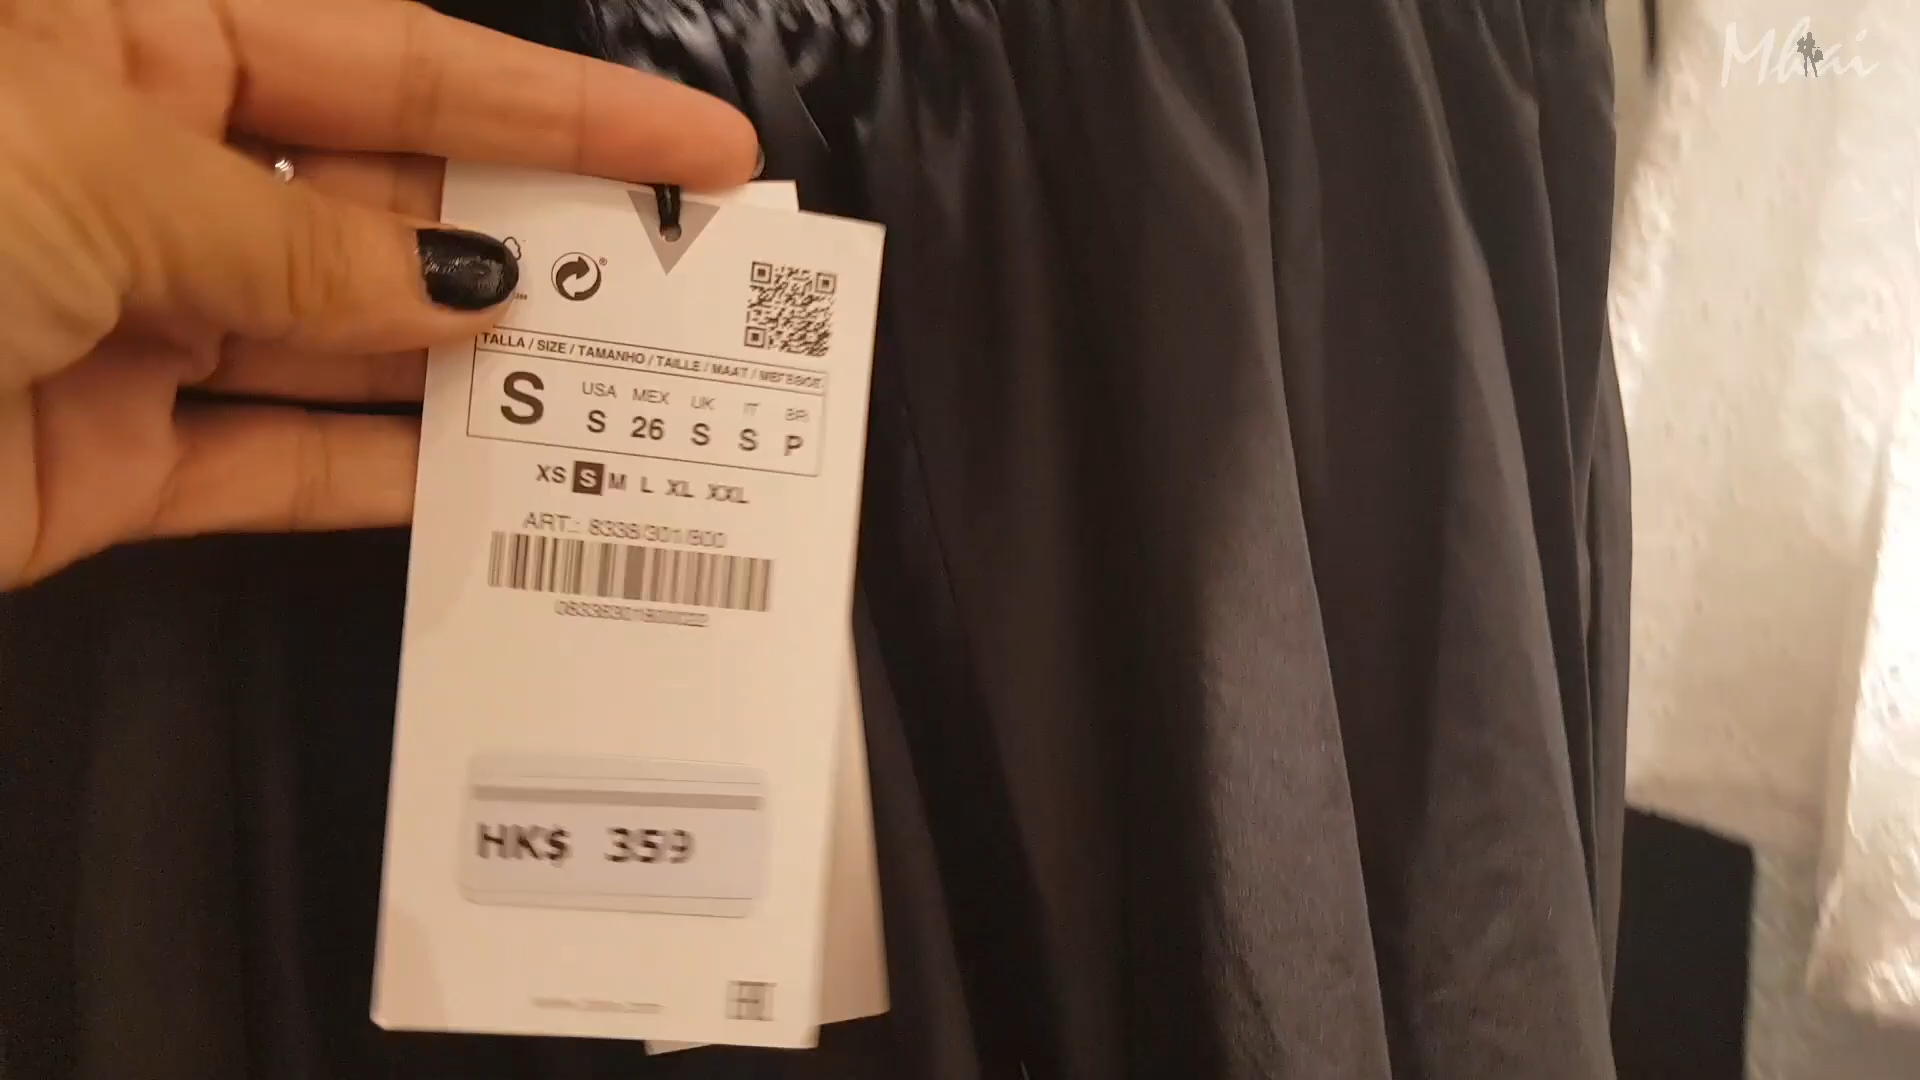 Mhai
TALLA / SIZE / TAMANHO / TAILLE / MAAT /
S
USA MEX UK IT BR
S 26 S S P
XS S M L XL XXL
ART.: 8338/301/800
HK$ 359